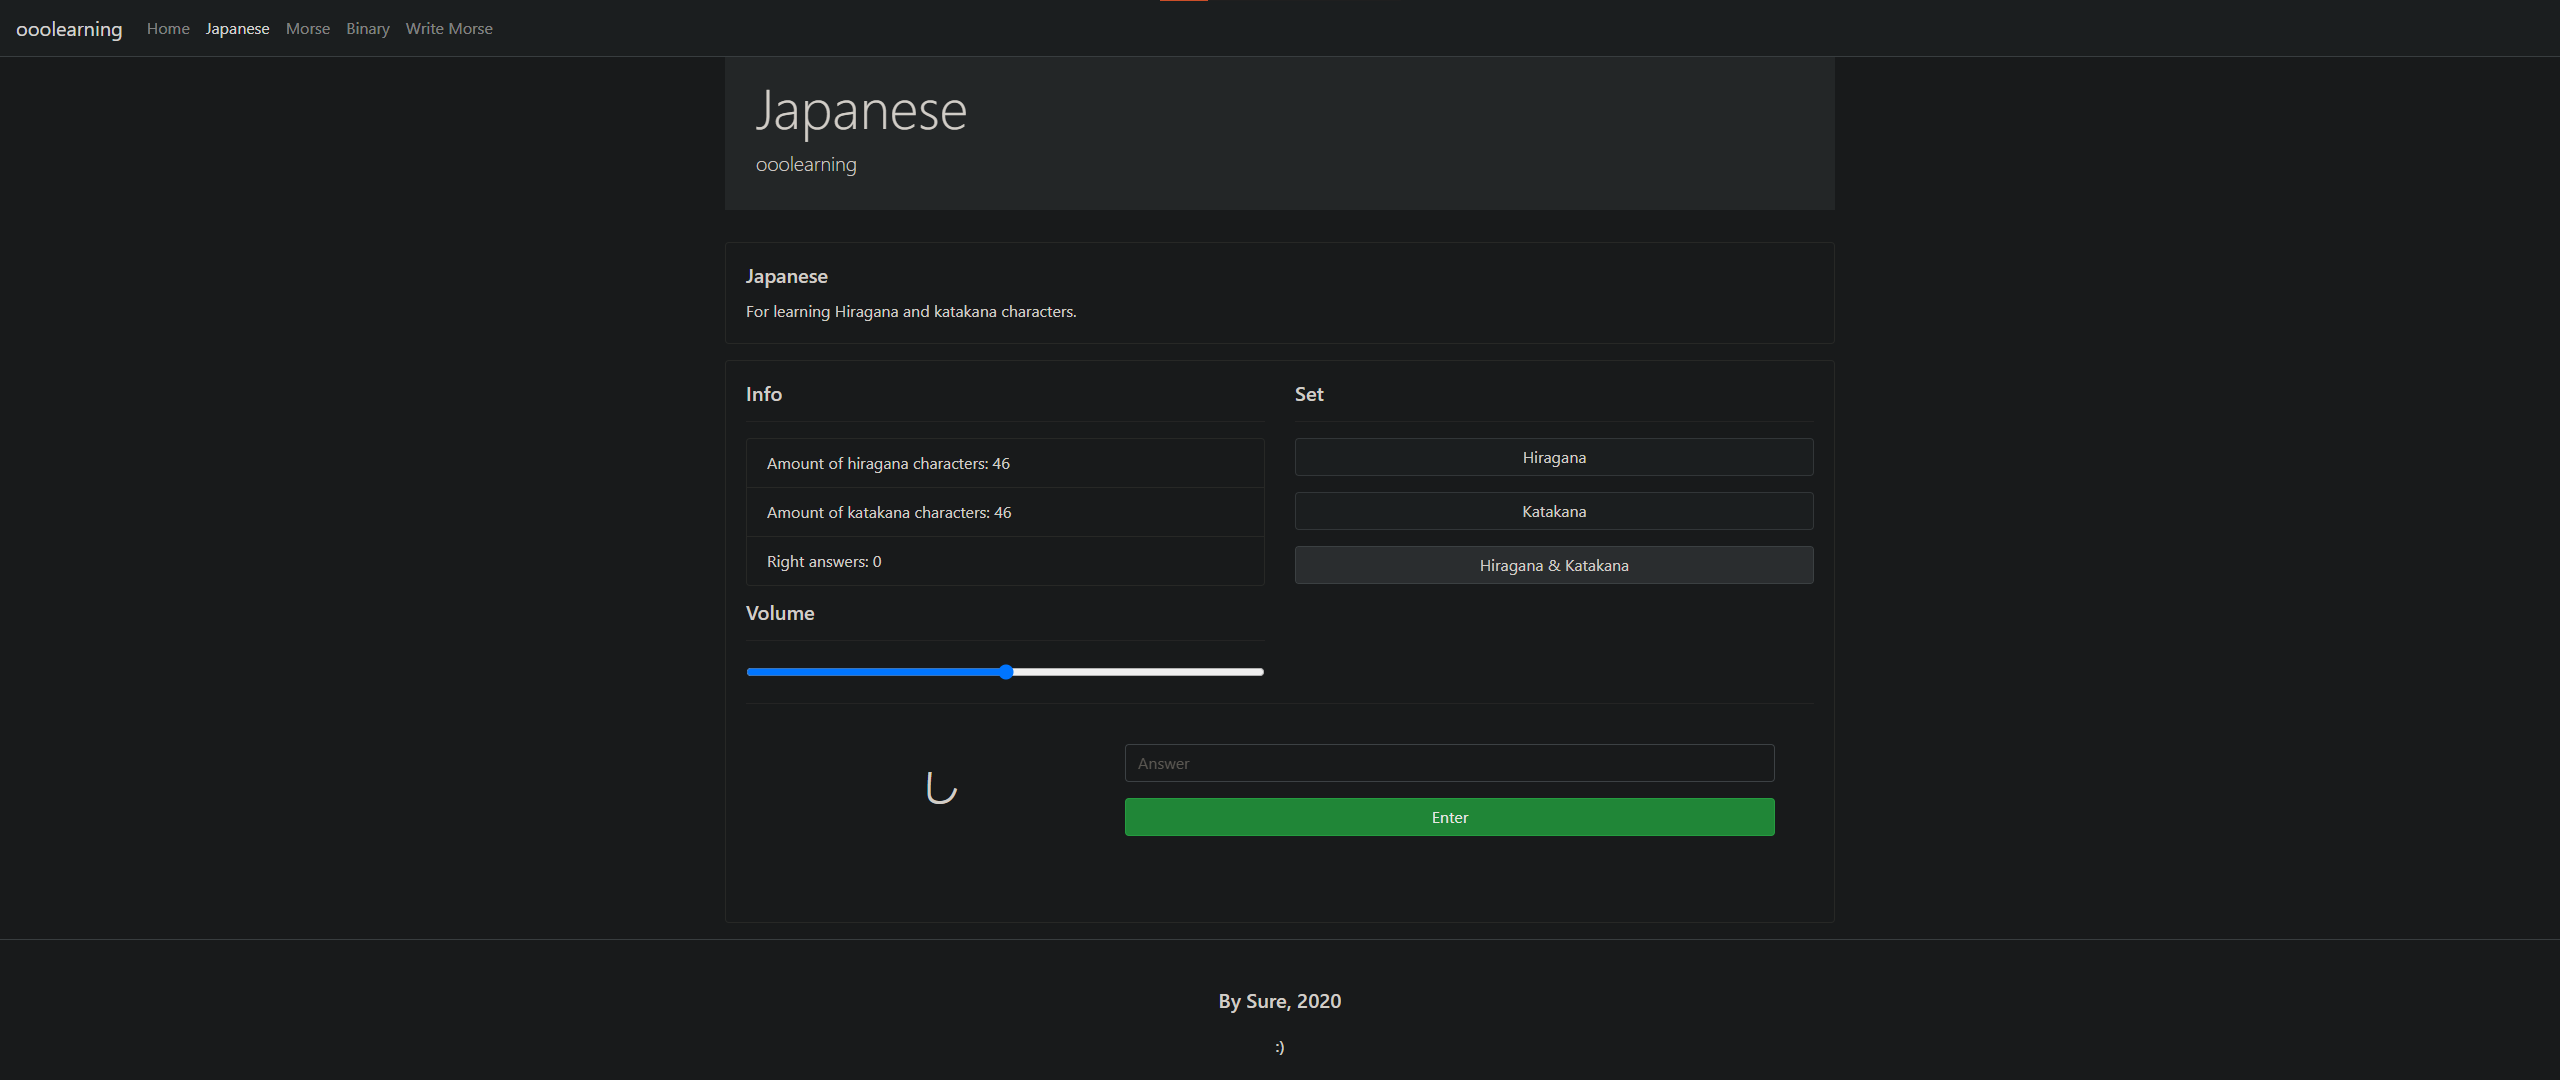 ooolearning Home Japanese Morse Binary Write Morse
Japanese
ooolearning
Japanese
For learning Hiragana and katakana characters.
Info
Amount of hiragana characters: 46
Amount of katakana characters: 46
Right answers: 0
Volume
Set
Hiragana
Katakana
Hiragana & Katakana
し
Answer
Enter
By Sure, 2020
:)